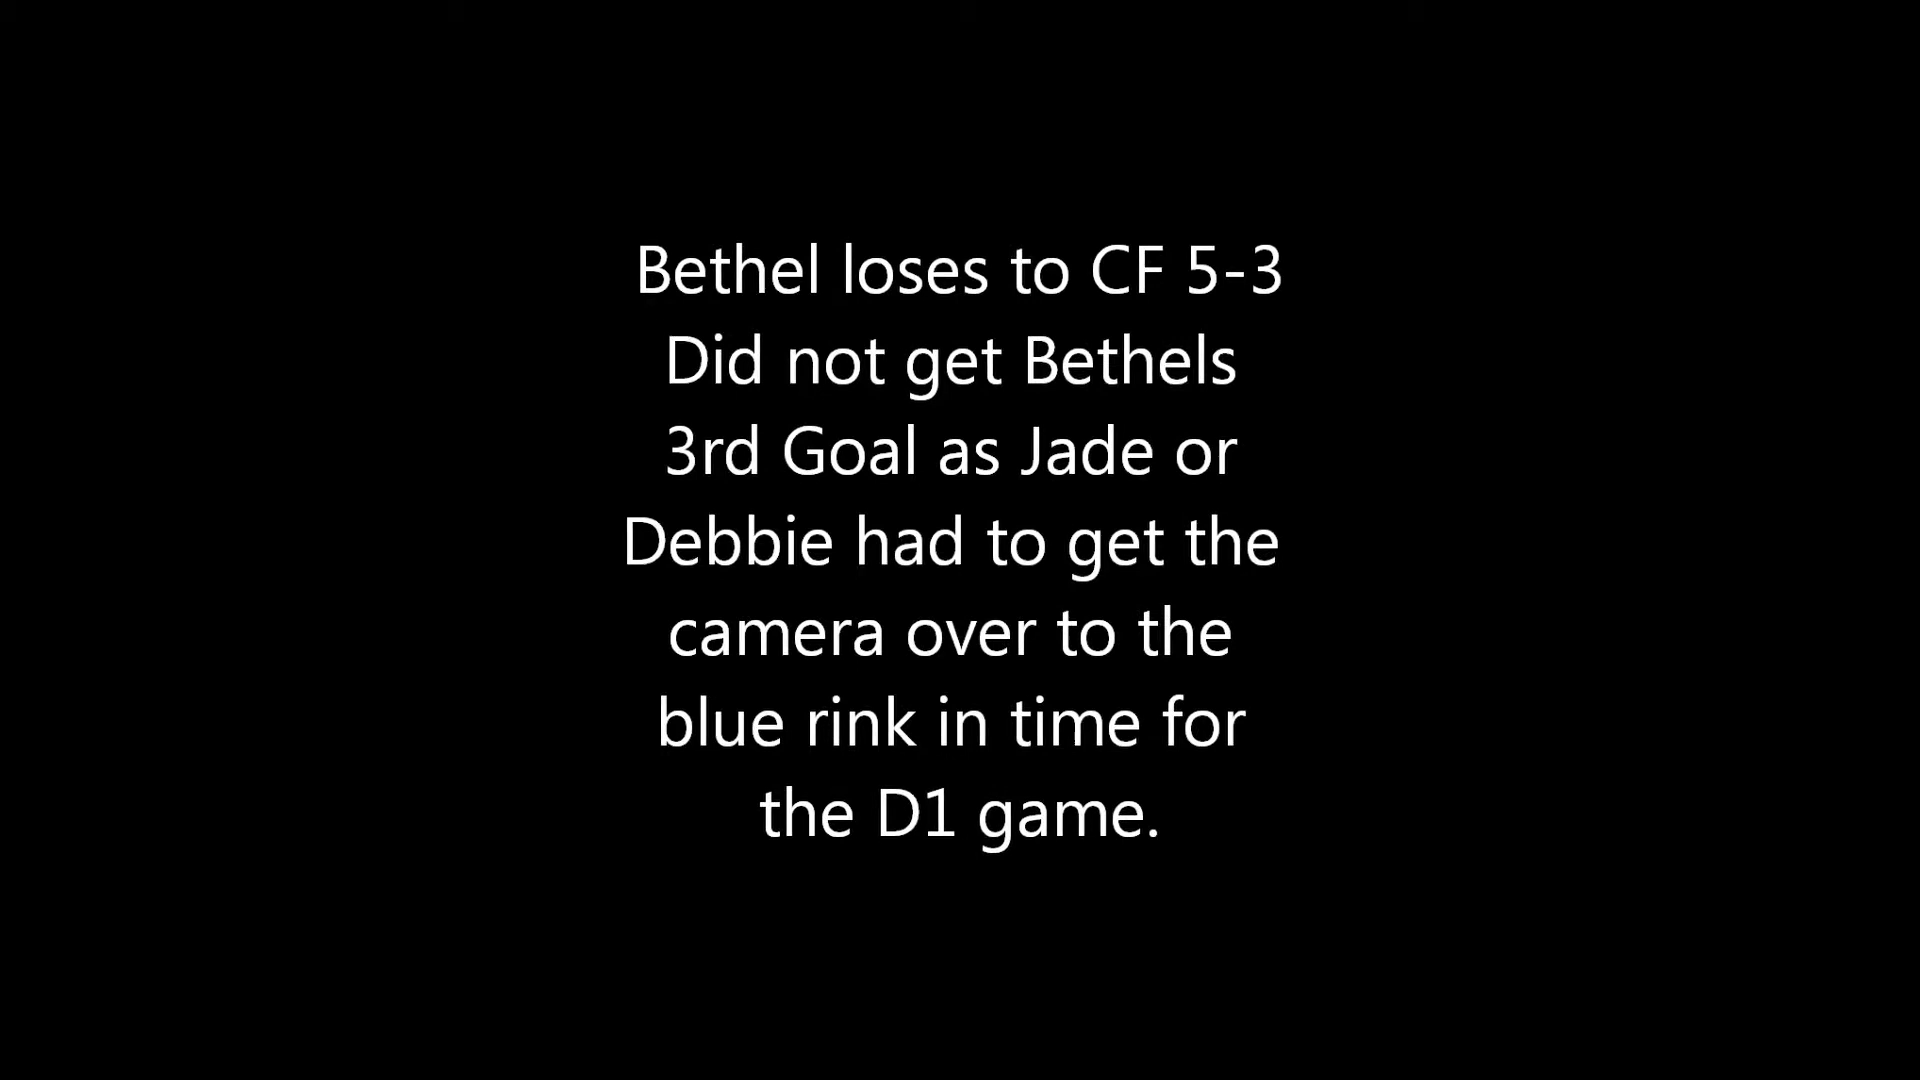 Bethel loses to CF 5-3
Did not get Bethels
3rd Goal as Jade or
Debbie had to get the
camera over to the
blue rink in time for
the D1 game.